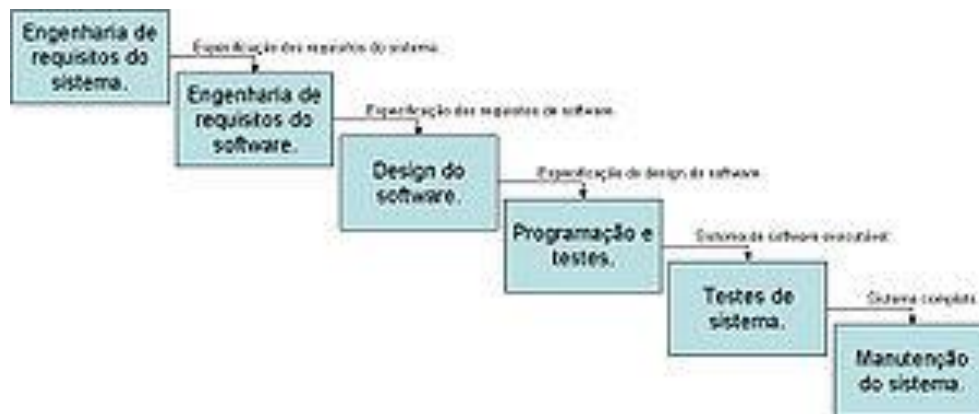 Engenharia de
requisitos do
sistema.
Especificação dos requisitos do sistema.
Engenharia de
requisitos do
software.
Especificação dos requisitos de software.
Design do
software.
Especificação do design do software.
Programação e
testes.
Sistema de software executável
Testes de
sistema.
Sistema completo
Manutenção
do sistema.